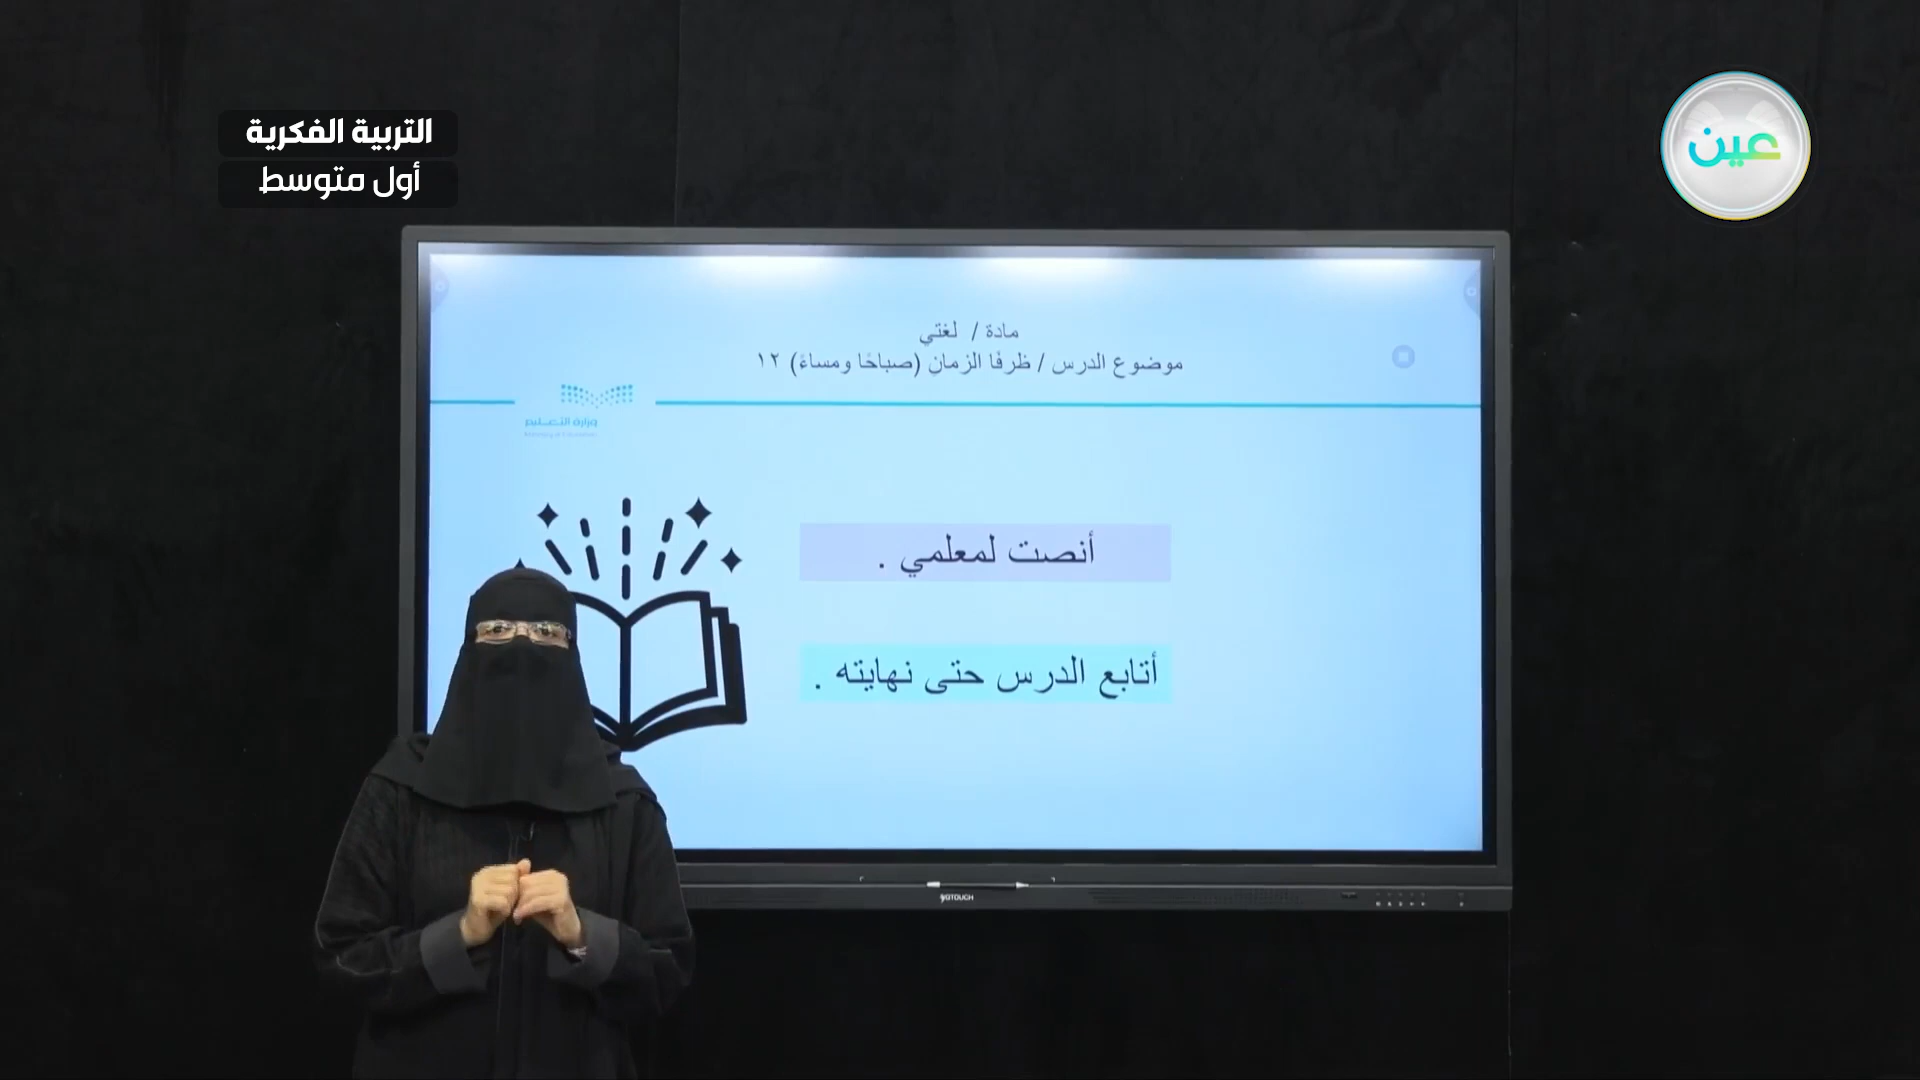 التربية الفكرية
أول متوسط
عين
مادة / لغتي
موضوع الدرس / ظرفَا الزمانِ (صباحًا ومساءً) ١٢
وزارة التعليم
أنصت لمعلمي .
أتابع الدرس حتى نهايته .